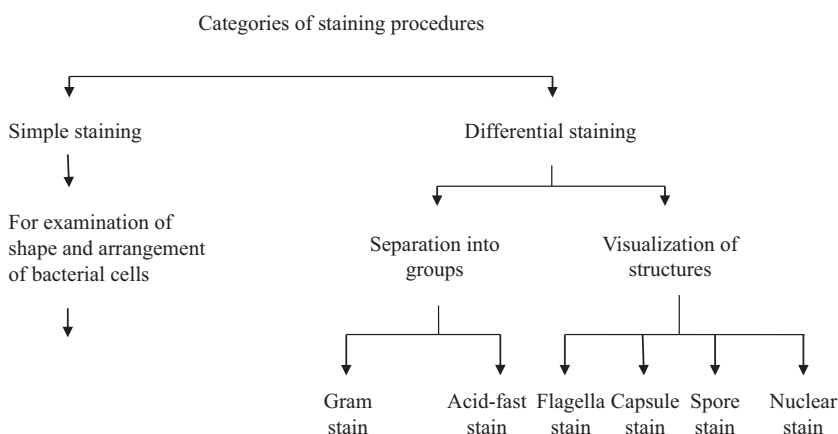 Categories of staining procedures
Simple staining
Differential staining
For examination of
shape and arrangement
of bacterial cells
Separation into
groups
Visualization of
structures
Gram
stain
Acid-fast
stain
Flagella
stain
Capsule
stain
Spore
stain
Nuclear
stain